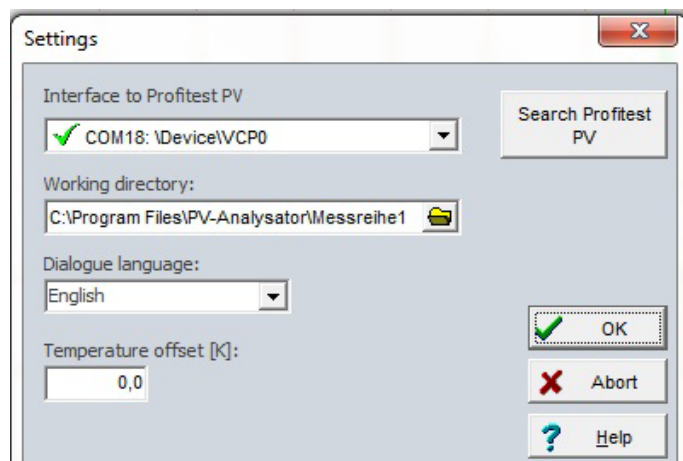 Settings
Interface to Profitest PV
COM18: \Device\VCP0
Search Profitest
PV
Working directory:
C:\Program Files\PV-Analysator\Messreihe1
Dialogue language:
English
Temperature offset [K]:
0,0
OK
Abort
Help